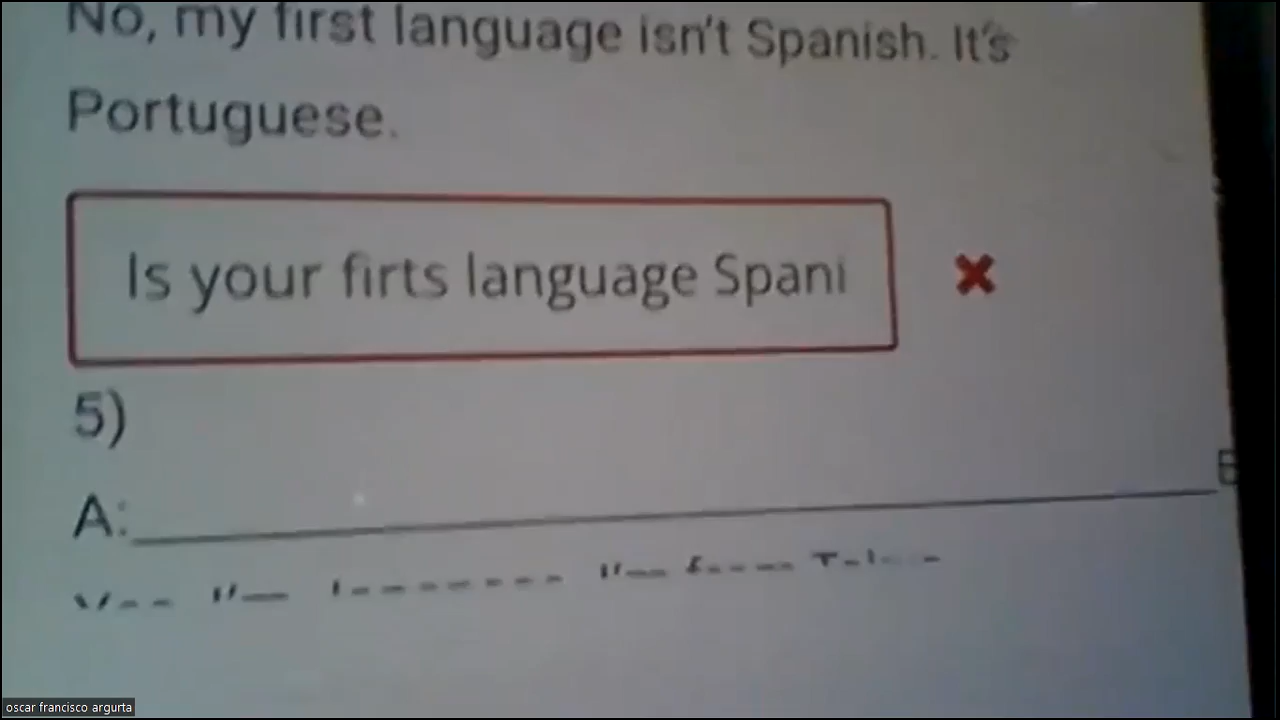 No, my first language isn't Spanish. It's
Portuguese.
Is your firts language Spani
5)
A:
oscar francisco argurta